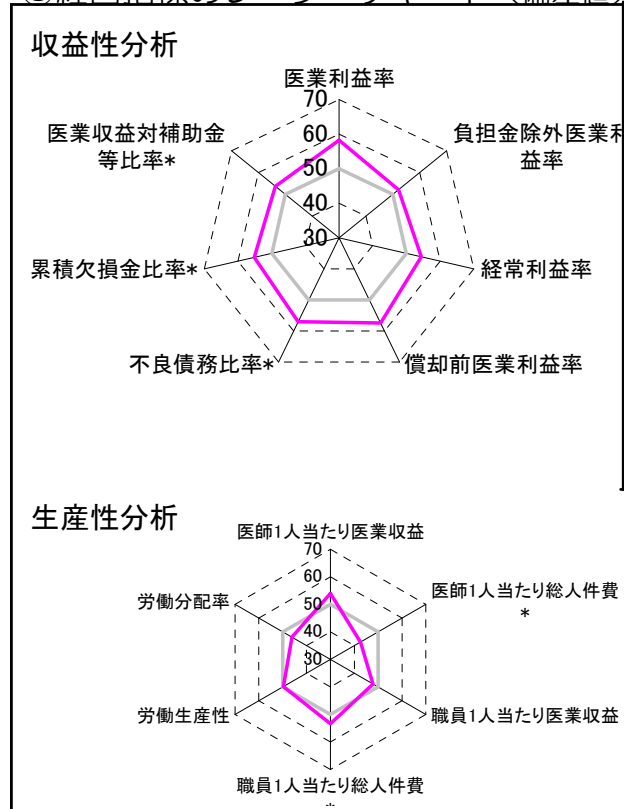 収益性分析
医業利益率
70
60
50
40
30
医業収益対補助金
等比率*
負担金除外医業利
益率
累積欠損金比率*
経常利益率
不良債務比率*
償却前医業利益率
生産性分析
医師1人当たり医業収益
70
60
50
40
30
労働分配率
医師1人当たり総人件費
*
労働生産性
職員1人当たり医業収益
職員1人当たり総人件費
*